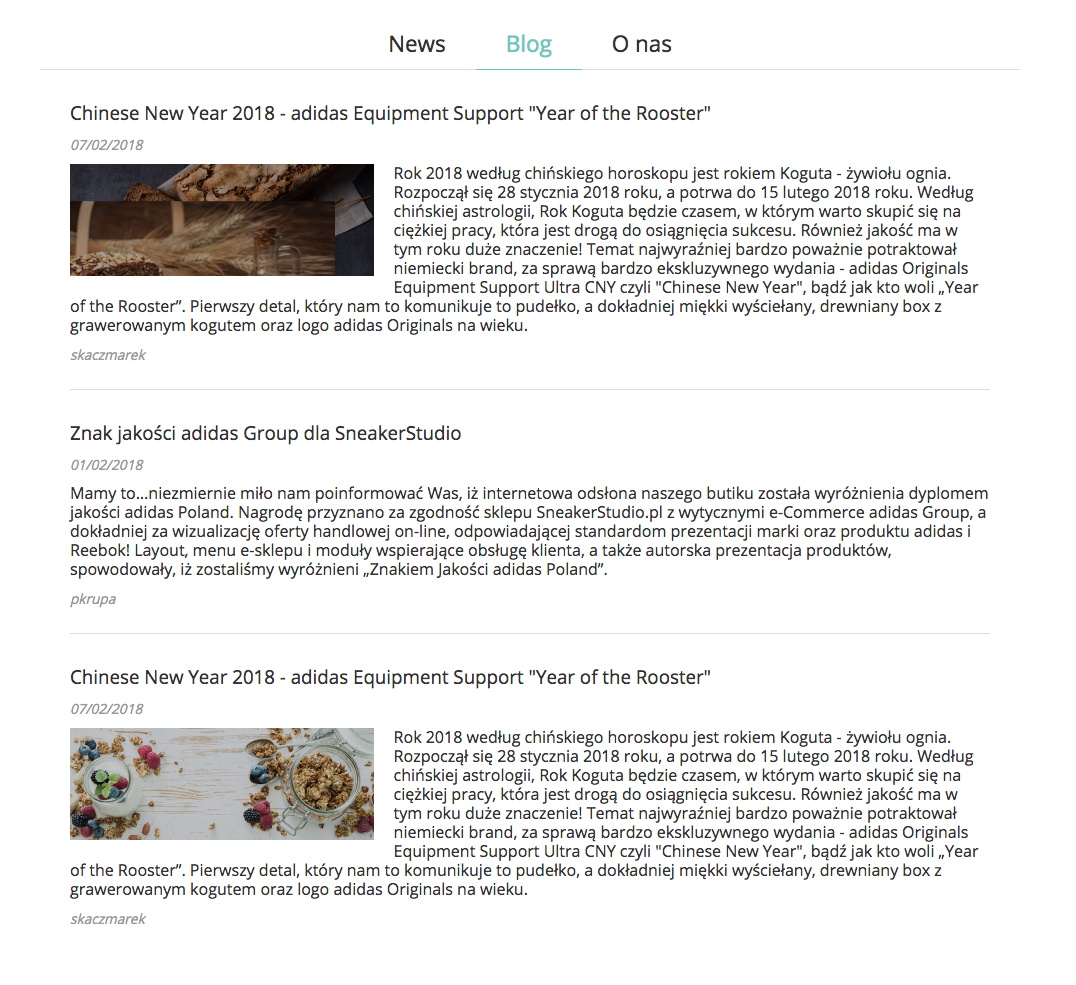 News Blog O nas
Chinese New Year 2018 - adidas Equipment Support "Year of the Rooster"
07/02/2018
Rok 2018 według chińskiego horoskopu jest rokiem Koguta - żywiołu ognia.
Rozpoczął się 28 stycznia 2018 roku, a potrwa do 15 lutego 2018 roku. Według
chińskiej astrologii, Rok Koguta będzie czasem, w którym warto skupić się na
ciężkiej pracy, która jest drogą do osiągnięcia sukcesu. Również jakość ma w
tym roku duże znaczenie! Temat najwyraźniej bardzo poważnie potraktował
niemiecki brand, za sprawą bardzo ekskluzywnego wydania - adidas Originals
Equipment Support Ultra CNY czyli "Chinese New Year", bądź jak kto woli „Year
of the Rooster”. Pierwszy detal, który nam to komunikuje to pudełko, a dokładniej miękki wyściełany, drewniany box z
grawerowanym kogutem oraz logo adidas Originals na wieku.
skaczmarek
Znak jakości adidas Group dla SneakerStudio
01/02/2018
Mamy to...niezmiernie miło nam poinformować Was, iż internetowa odsłona naszego butiku została wyróżnienia dyplomem
jakości adidas Poland. Nagrodę przyznano za zgodność sklepu SneakerStudio.pl z wytycznymi e-Commerce adidas Group, a
dokładniej za wizualizację oferty handlowej on-line, odpowiadającej standardom prezentacji marki oraz produktu adidas i
Reebok! Layout, menu e-sklepu i moduły wspierające obsługę klienta, a także autorska prezentacja produktów,
spowodowały, iż zostaliśmy wyróżnieni „Znakiem Jakości adidas Poland”.
pkrupa
Chinese New Year 2018 - adidas Equipment Support "Year of the Rooster"
07/02/2018
Rok 2018 według chińskiego horoskopu jest rokiem Koguta - żywiołu ognia.
Rozpoczął się 28 stycznia 2018 roku, a potrwa do 15 lutego 2018 roku. Według
chińskiej astrologii, Rok Koguta będzie czasem, w którym warto skupić się na
ciężkiej pracy, która jest drogą do osiągnięcia sukcesu. Również jakość ma w
tym roku duże znaczenie! Temat najwyraźniej bardzo poważnie potraktował
niemiecki brand, za sprawą bardzo ekskluzywnego wydania - adidas Originals
Equipment Support Ultra CNY czyli "Chinese New Year", bądź jak kto woli „Year
of the Rooster”. Pierwszy detal, który nam to komunikuje to pudełko, a dokładniej miękki wyściełany, drewniany box z
grawerowanym kogutem oraz logo adidas Originals na wieku.
skaczmarek